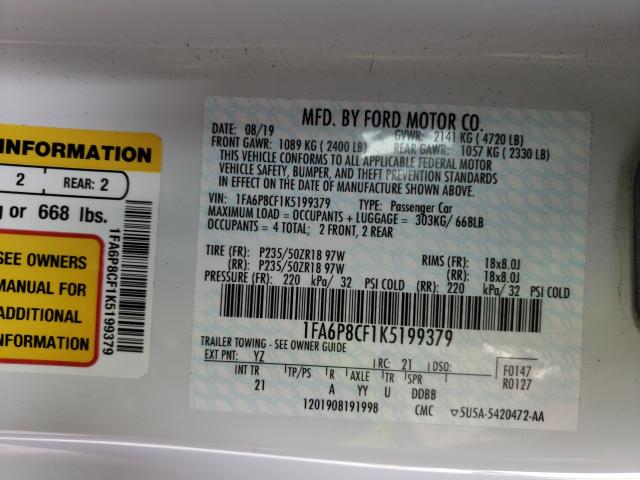 INFORMATION
2
REAR: 2
g or 668 lbs.
SEE OWNERS
MANUAL FOR
ADDITIONAL
INFORMATION
1FA6P8CF1K5199379
MFD. BY FORD MOTOR CO.
08/19 GVWR: 2141 KG ( 4720 LB)
FRONT GAWR: 1089 KG ( 2400 LB) REAR GAWR: 1057 KG ( 2330 LB)
THIS VEHICLE CONFORMS TO ALL APPLICABLE FEDERAL MOTOR
VEHICLE SAFETY, BUMPER, AND THEFT PREVENTION STANDARDS
IN EFFECT ON THE DATE OF MANUFACTURE SHOWN ABOVE.
VIN: 1FA6P8CF1K5199379 TYPE: Passenger Car
MAXIMUM LOAD = OCCUPANTS + LUGGAGE = 303KG/ 668LB
OCCUPANTS = 4 TOTAL; 2 FRONT, 2 REAR
TIRE (FR): P235/50ZR18 97W RIMS (FR): 18x8.0J
(RR): P235/50ZR18 97W (RR): 18x8.0J
PRESSURE (FR): 220 kPa/ 32 PSI COLD (RR): 220 kPa/ 32 PSI COLD
1FA6P8CF1K5199379
TRAILER TOWING - SEE OWNER GUIDE
EXT PNT: YZ RC: 21 DSO: F0147
R0127
INT TR TP/PS R AXLE TR SPR
21 A YY U DDBB
1201908191998 CMC ▽5U5A-5420472-AA